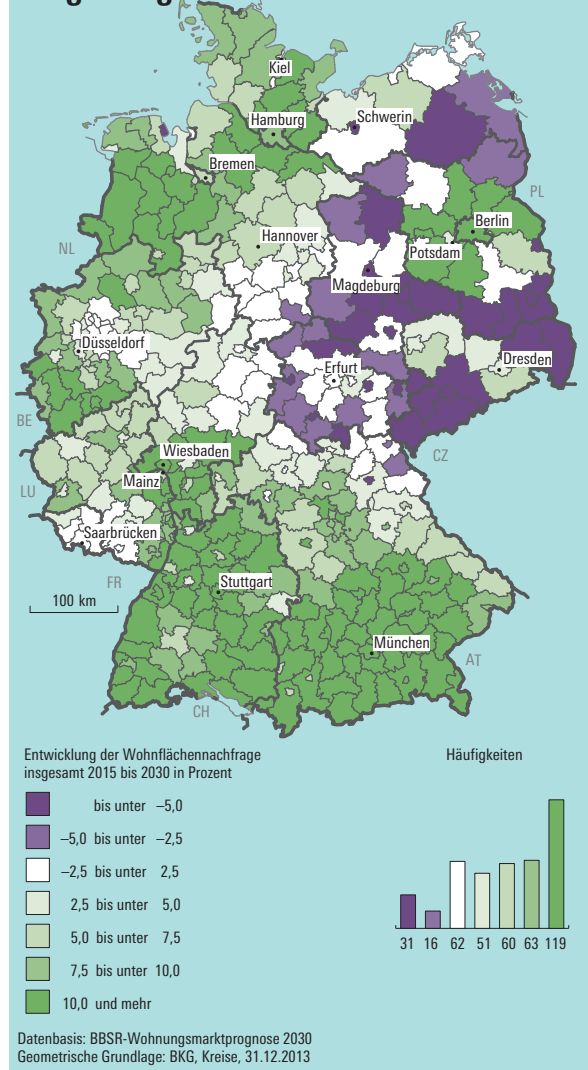 Kiel
Schwerin
Hamburg
Bremen
PL
Berlin
Hannover
Potsdam
NL
Magdeburg
Düsseldorf
Erfurt
Dresden
BE
Wiesbaden
CZ
LU
Mainz
Saarbrücken
FR
Stuttgart
100 km
München
AT
CH
Entwicklung der Wohnflächennachfrage
insgesamt 2015 bis 2030 in Prozent
bis unter –5,0
–5,0 bis unter –2,5
–2,5 bis unter 2,5
2,5 bis unter 5,0
5,0 bis unter 7,5
7,5 bis unter 10,0
10,0 und mehr
Häufigkeiten
31 16 62 51 60 63 119
Datenbasis: BBSR-Wohnungsmarktprognose 2030
Geometrische Grundlage: BKG, Kreise, 31.12.2013